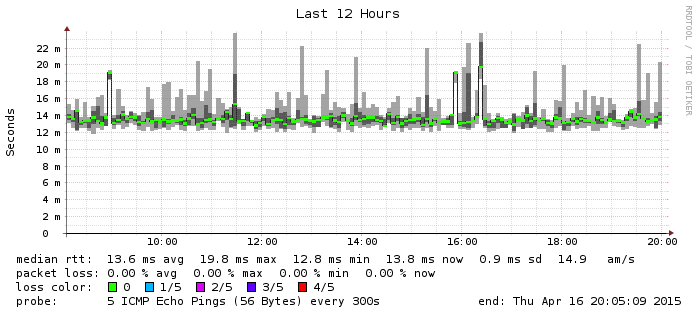 Last 12 Hours
RRDTOOL / TOBI OETIKER
Seconds
22 m
20 m
18 m
16 m
14 m
12 m
10 m
8 m
6 m
4 m
2 m
0
10:00 12:00 14:00 16:00 18:00 20:00
median rtt: 13.6 ms avg 19.8 ms max 12.8 ms min 13.8 ms now 0.9 ms sd 14.9 am/s
packet loss: 0.00 % avg 0.00 % max 0.00 % min 0.00 % now
loss color: 0 1/5 2/5 3/5 4/5
probe: 5 ICMP Echo Pings (56 Bytes) every 300s end: Thu Apr 16 20:05:09 2015